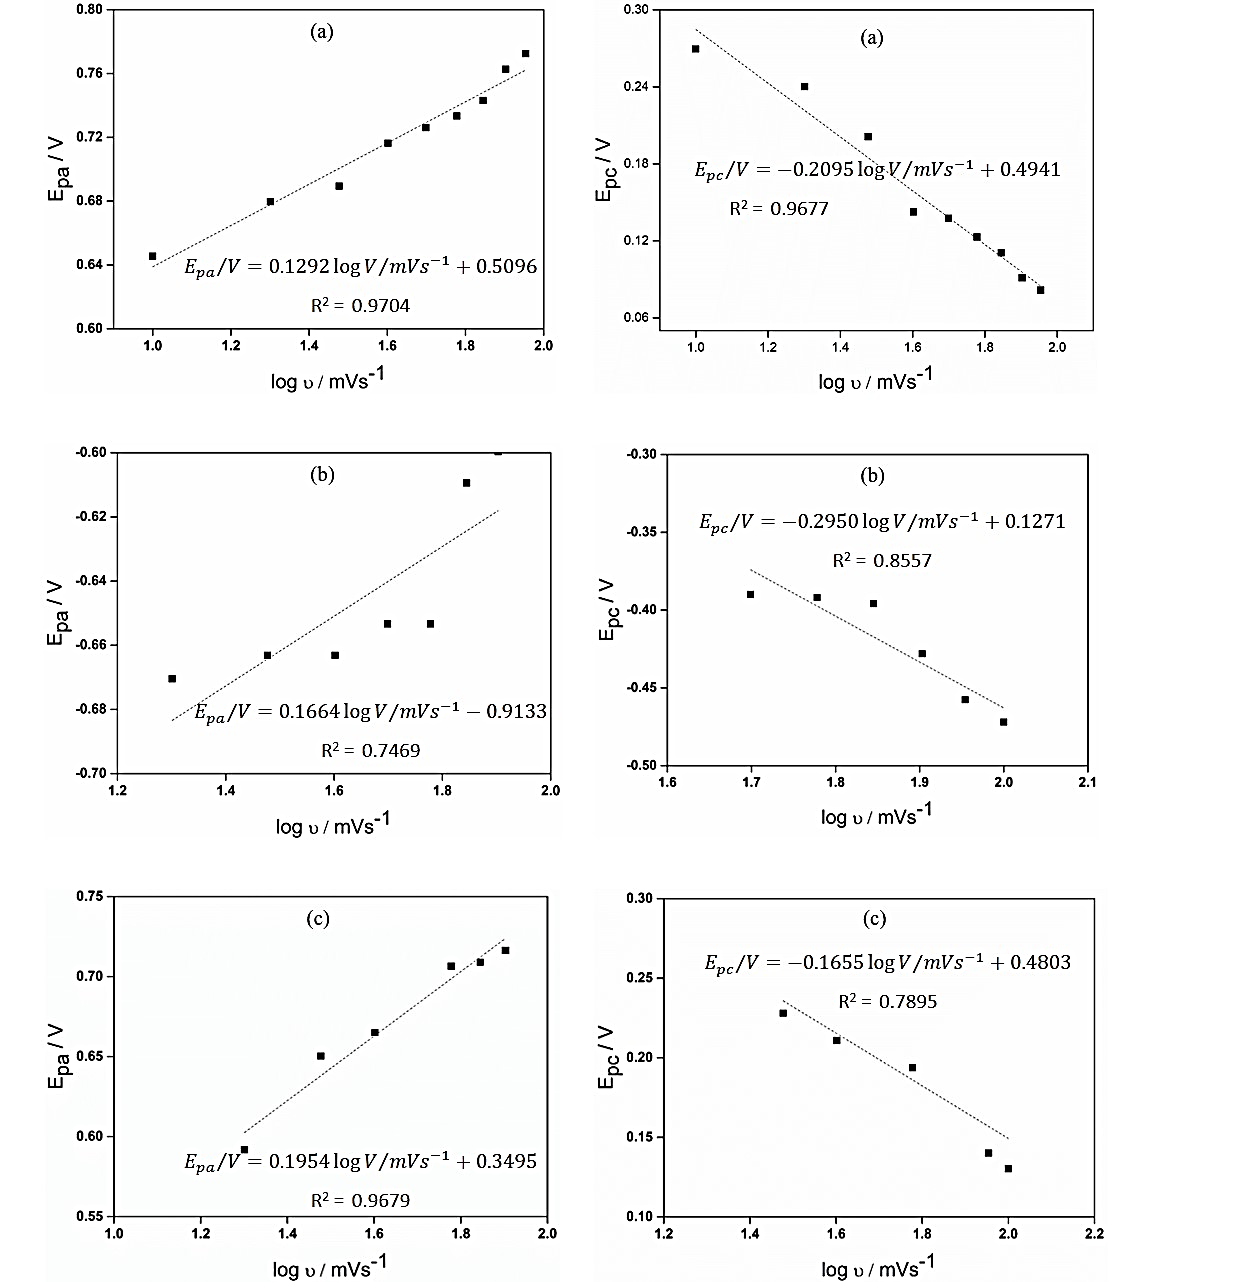 (a)
0.80
0.76
0.72
0.68
0.64
0.60
E_pa / V
E_pa/V = 0.1292 log V/mVs⁻¹ + 0.5096
R² = 0.9704
1.0 1.2 1.4 1.6 1.8 2.0
log υ / mVs⁻¹
(a)
0.30
0.24
0.18
0.12
0.06
E_pc / V
E_pc/V = −0.2095 log V/mVs⁻¹ + 0.4941
R² = 0.9677
1.0 1.2 1.4 1.6 1.8 2.0
log υ / mVs⁻¹
(b)
-0.60
-0.62
-0.64
-0.66
-0.68
-0.70
E_pa / V
E_pa/V = 0.1664 log V/mVs⁻¹ − 0.9133
R² = 0.7469
1.2 1.4 1.6 1.8 2.0
log υ / mVs⁻¹
(b)
-0.30
-0.35
-0.40
-0.45
-0.50
E_pc / V
E_pc/V = −0.2950 log V/mVs⁻¹ + 0.1271
R² = 0.8557
1.6 1.7 1.8 1.9 2.0 2.1
log υ / mVs⁻¹
(c)
0.75
0.70
0.65
0.60
0.55
E_pa / V
E_pa/V = 0.1954 log V/mVs⁻¹ + 0.3495
R² = 0.9679
1.0 1.2 1.4 1.6 1.8 2.0
log υ / mVs⁻¹
(c)
0.30
0.25
0.20
0.15
0.10
E_pc / V
E_pc/V = −0.1655 log V/mVs⁻¹ + 0.4803
R² = 0.7895
1.2 1.4 1.6 1.8 2.0 2.2
log υ / mVs⁻¹